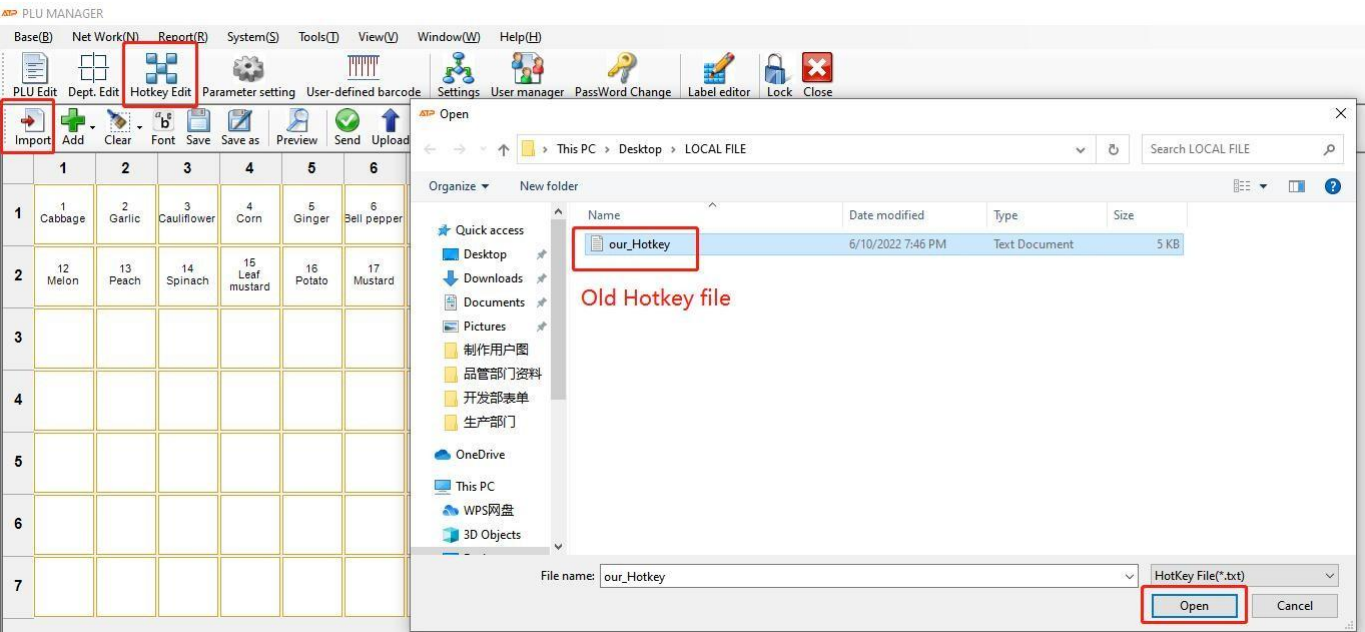 ATP PLU MANAGER
Base(B) Net Work(N) Report(R) System(S) Tools(T) View(V) Window(W) Help(H)
PLU Edit Dept. Edit Hotkey Edit Parameter setting User-defined barcode Settings User manager PassWord Change Label editor Lock Close
Import Add Clear Font Save Save as Preview Send Upload
1 2 3 4 5 6
1
1
Cabbage
2
Garlic
3
Cauliflower
4
Corn
5
Ginger
6
Bell pepper
2
12
Melon
13
Peach
14
Spinach
15
Leaf
mustard
16
Potato
17
Mustard
3
4
5
6
7
ATP Open
This PC > Desktop > LOCAL FILE
Search LOCAL FILE
Organize New folder
Name Date modified Type Size
our_Hotkey 6/10/2022 7:46 PM Text Document 5 KB
Old Hotkey file
Quick access
Desktop
Downloads
Documents
Pictures
制作用户图
品管部门资料
开发部表单
生产部门
OneDrive
This PC
WPS网盘
3D Objects
File name: our_Hotkey HotKey File(*.txt)
Open Cancel